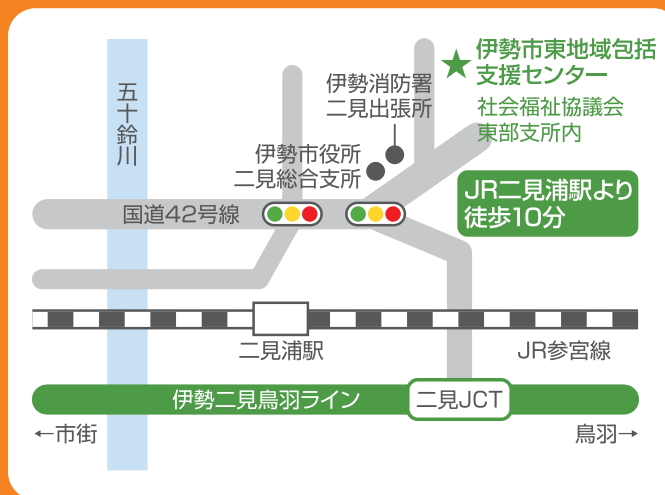 伊勢市東地域包括
支援センター
社会福祉協議会
東部支所内
伊勢消防署
二見出張所
五十鈴川
伊勢市役所
二見総合支所
JR二見浦駅より
徒歩10分
国道42号線
二見浦駅
JR参宮線
伊勢二見鳥羽ライン
二見JCT
←市街
鳥羽→